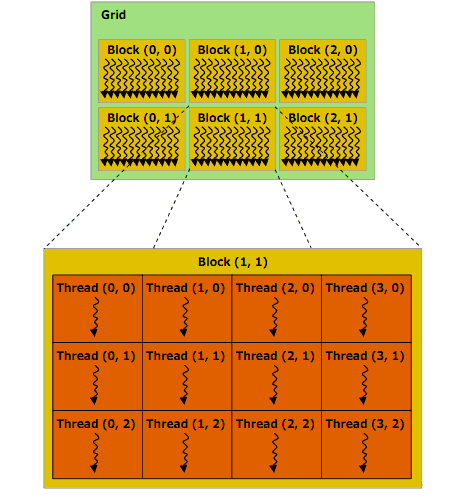 Grid
Block (0, 0) Block (1, 0) Block (2, 0)
Block (0, 1) Block (1, 1) Block (2, 1)
Block (1, 1)
Thread (0, 0) Thread (1, 0) Thread (2, 0) Thread (3, 0)
Thread (0, 1) Thread (1, 1) Thread (2, 1) Thread (3, 1)
Thread (0, 2) Thread (1, 2) Thread (2, 2) Thread (3, 2)